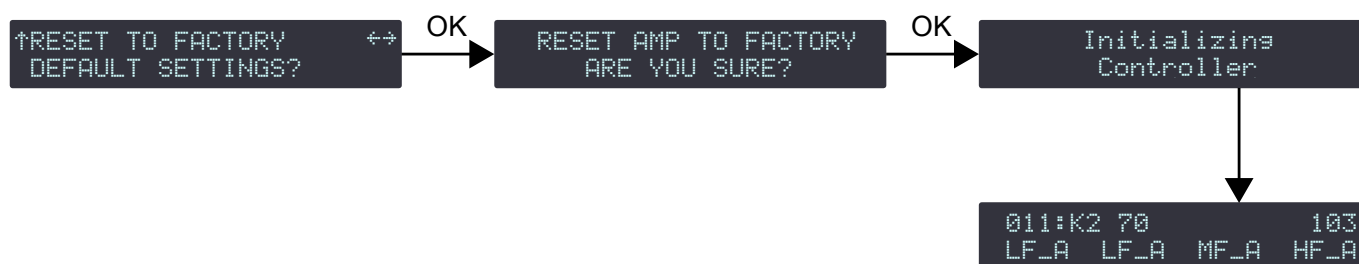 ↑RESET TO FACTORY ←→
DEFAULT SETTINGS?
OK
RESET AMP TO FACTORY
ARE YOU SURE?
OK
Initializing
Controller
011:K2 70 103
LF_A LF_A MF_A HF_A